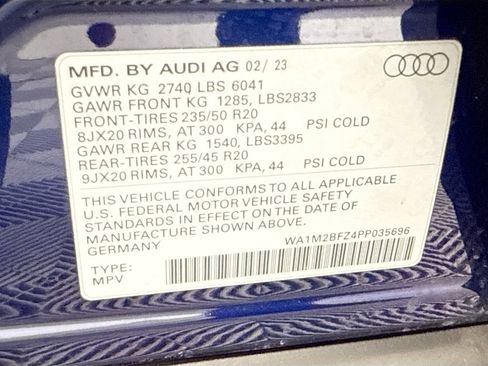 MFD. BY AUDI AG 02/ 23
GVWR KG 2740 LBS 6041
GAWR FRONT KG 1285, LBS2833
FRONT-TIRES 235/50 R20
8JX20 RIMS, AT 300 KPA, 44 PSI COLD
GAWR REAR KG 1540, LBS3395
REAR-TIRES 255/45 R20
9JX20 RIMS, AT 300 KPA, 44 PSI COLD
THIS VEHICLE CONFORMS TO ALL APPLICABLE
U.S. FEDERAL MOTOR VEHICLE SAFETY
STANDARDS IN EFFECT ON THE DATE OF
MANUFACTURE SHOWN ABOVE.
GERMANY
WA1M2BFZ4PP035696
TYPE:
MPV